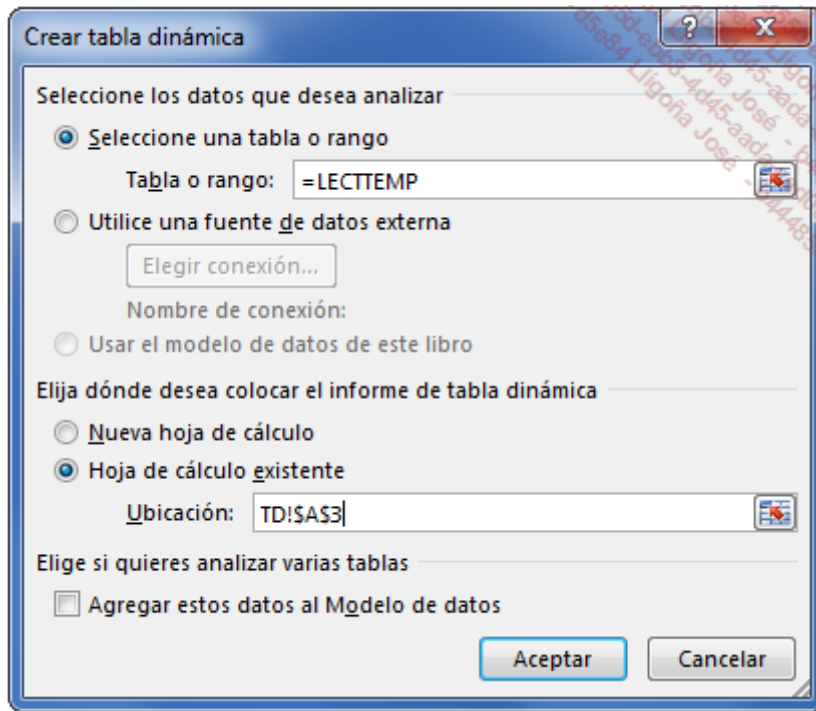 Crear tabla dinámica
? X
Seleccione los datos que desea analizar
Seleccione una tabla o rango
Tabla o rango: =LECTTEMP
Utilice una fuente de datos externa
Elegir conexión...
Nombre de conexión:
Usar el modelo de datos de este libro
Elija dónde desea colocar el informe de tabla dinámica
Nueva hoja de cálculo
Hoja de cálculo existente
Ubicación: TD!$A$3
Elige si quieres analizar varias tablas
Agregar estos datos al Modelo de datos
Aceptar Cancelar
Lligoña José